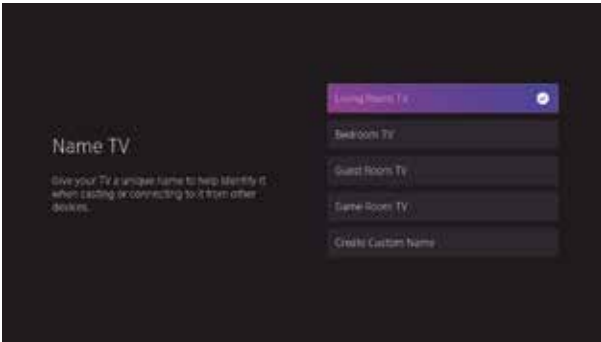 Name TV
Give your TV a unique name to help identify it
when casting or connecting to it from other
devices.
Living Room TV
Bedroom TV
Guest Room TV
Game Room TV
Create Custom Name